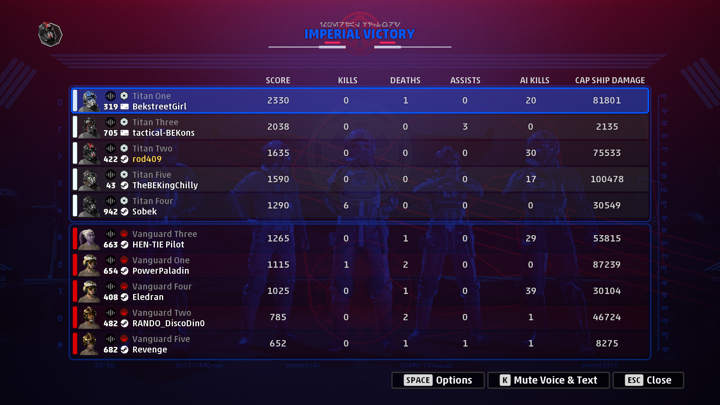 IMPERIAL VICTORY
SCORE KILLS DEATHS ASSISTS AI KILLS CAP SHIP DAMAGE
Titan One
319 BekstreetGirl 2330 0 1 0 20 81801
Titan Three
705 tactical-BEKons 2038 0 0 3 0 2135
Titan Two
422 rod409 1635 0 0 0 30 75533
Titan Five
43 TheBEKingChilly 1590 0 0 0 17 100478
Titan Four
942 Sobek 1290 6 0 0 0 30549
Vanguard Three
663 HEN-TIE Pilot 1265 0 1 0 29 53815
Vanguard One
654 PowerPaladin 1115 1 2 0 0 87239
Vanguard Four
408 Eledran 1025 0 1 0 39 30104
Vanguard Two
482 RANDO_DiscoDin0 785 0 2 0 1 46724
Vanguard Five
682 Revenge 652 0 1 1 1 8275
SPACE Options K Mute Voice & Text ESC Close